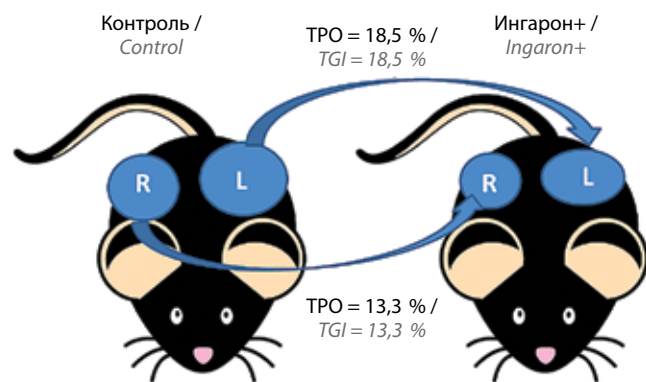 Контроль /
Control
ТРО = 18,5 % /
TGI = 18,5 %
Ингарон+ /
Ingaron+
R
L
R
L
ТРО = 13,3 % /
TGI = 13,3 %